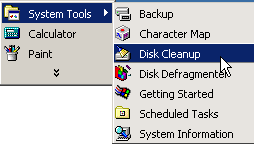 System Tools
Calculator
Paint
Backup
Character Map
Disk Cleanup
Disk Defragmenter
Getting Started
Scheduled Tasks
System Information